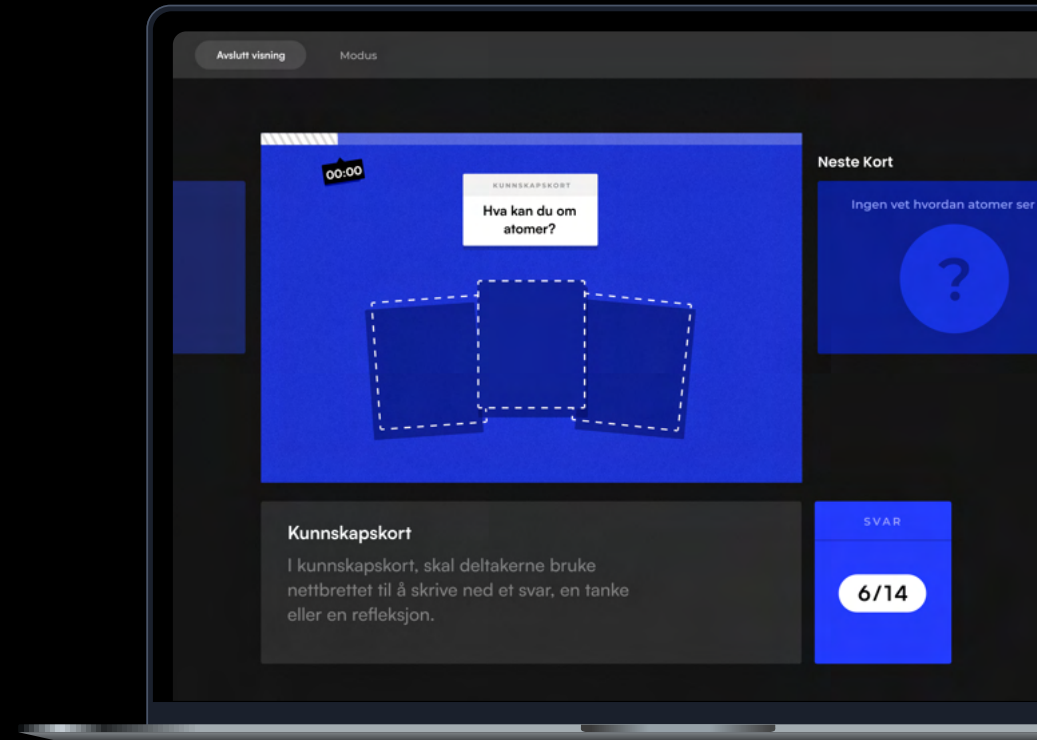 Avslutt visning
Modus
00:00
KUNNSKAPSKORT
Hva kan du om
atomer?
Neste Kort
Ingen vet hvordan atomer ser
?
Kunnskapskort
I kunnskapskort, skal deltakerne bruke
nettbrettet til å skrive ned et svar, en tanke
eller en refleksjon.
SVAR
6/14